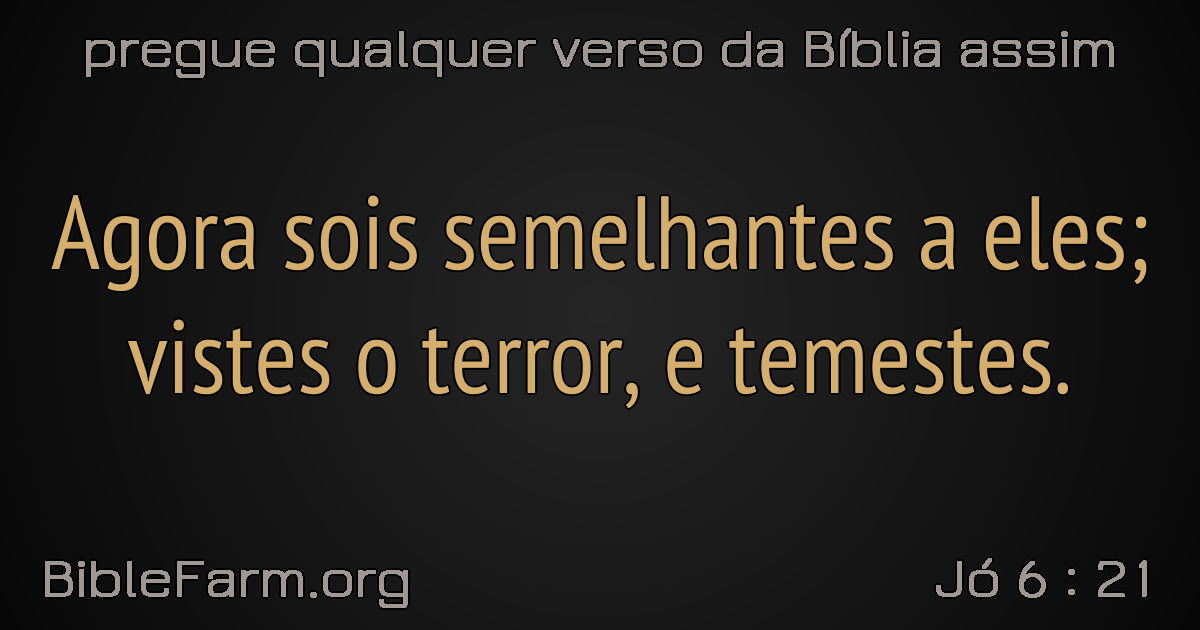 pregue qualquer verso da Bíblia assim
Agora sois semelhantes a eles;
vistes o terror, e temestes.
BibleFarm.org
Jó 6 : 21